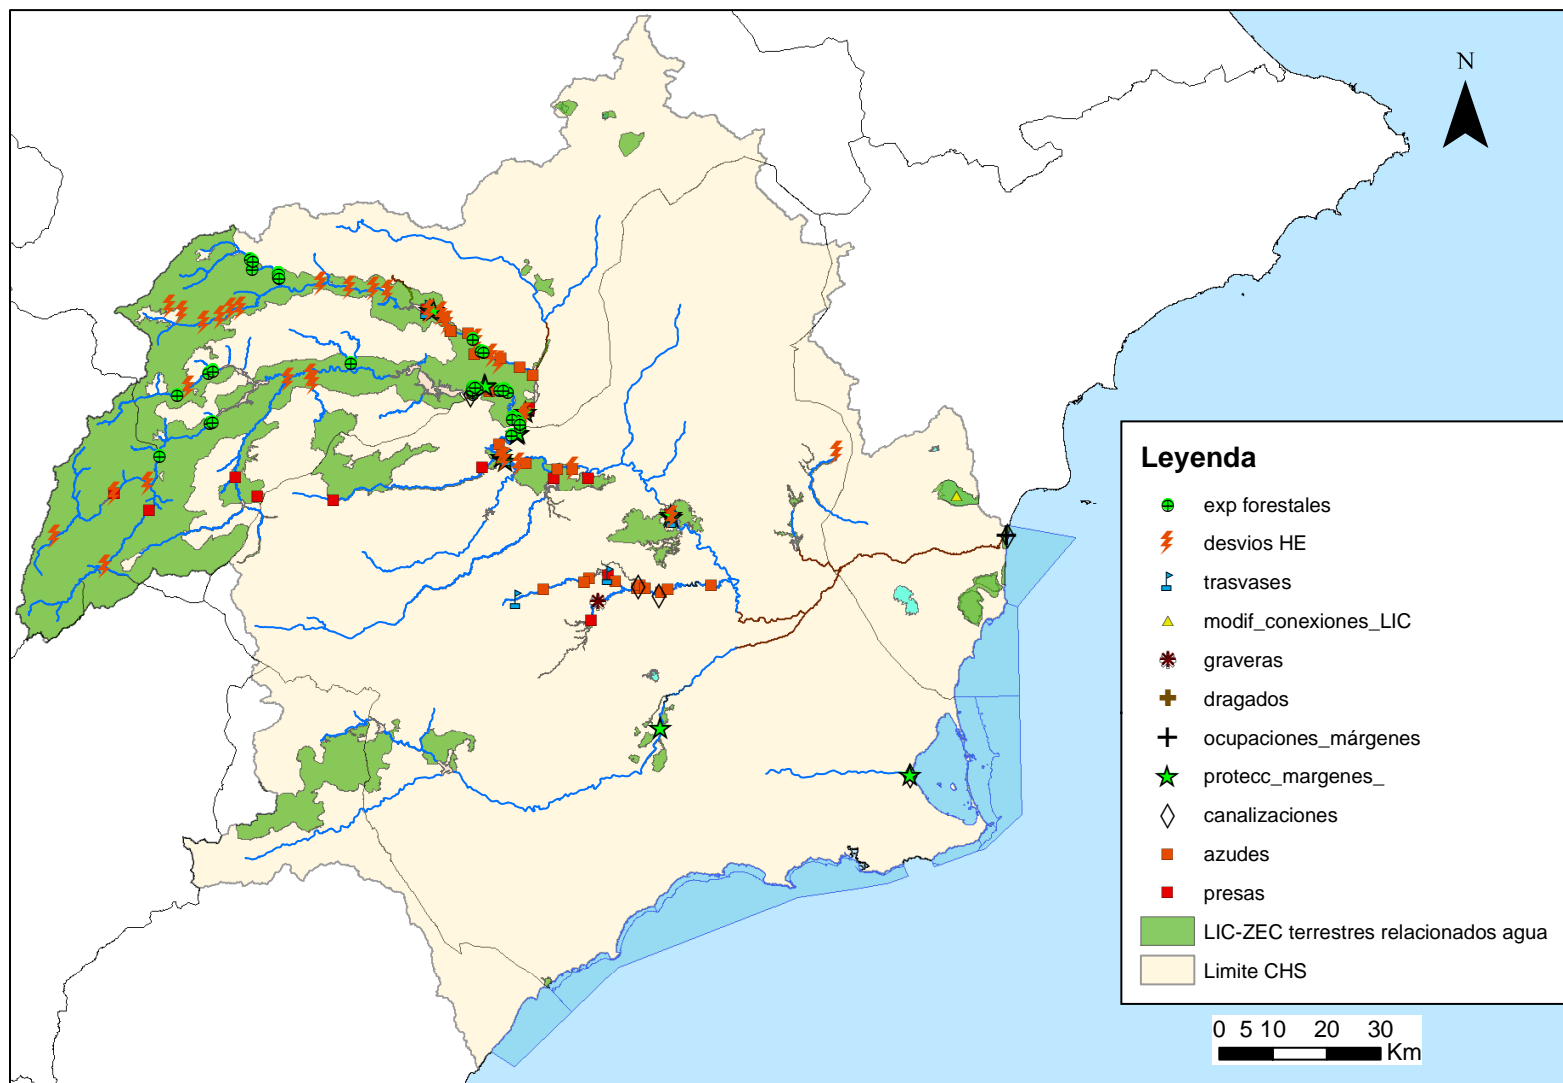 N
Leyenda
exp forestales
desvios HE
trasvases
modif_conexiones_LIC
graveras
dragados
ocupaciones_márgenes
protecc_margenes_
canalizaciones
azudes
presas
LIC-ZEC terrestres relacionados agua
Limite CHS
0 5 10 20 30
Km